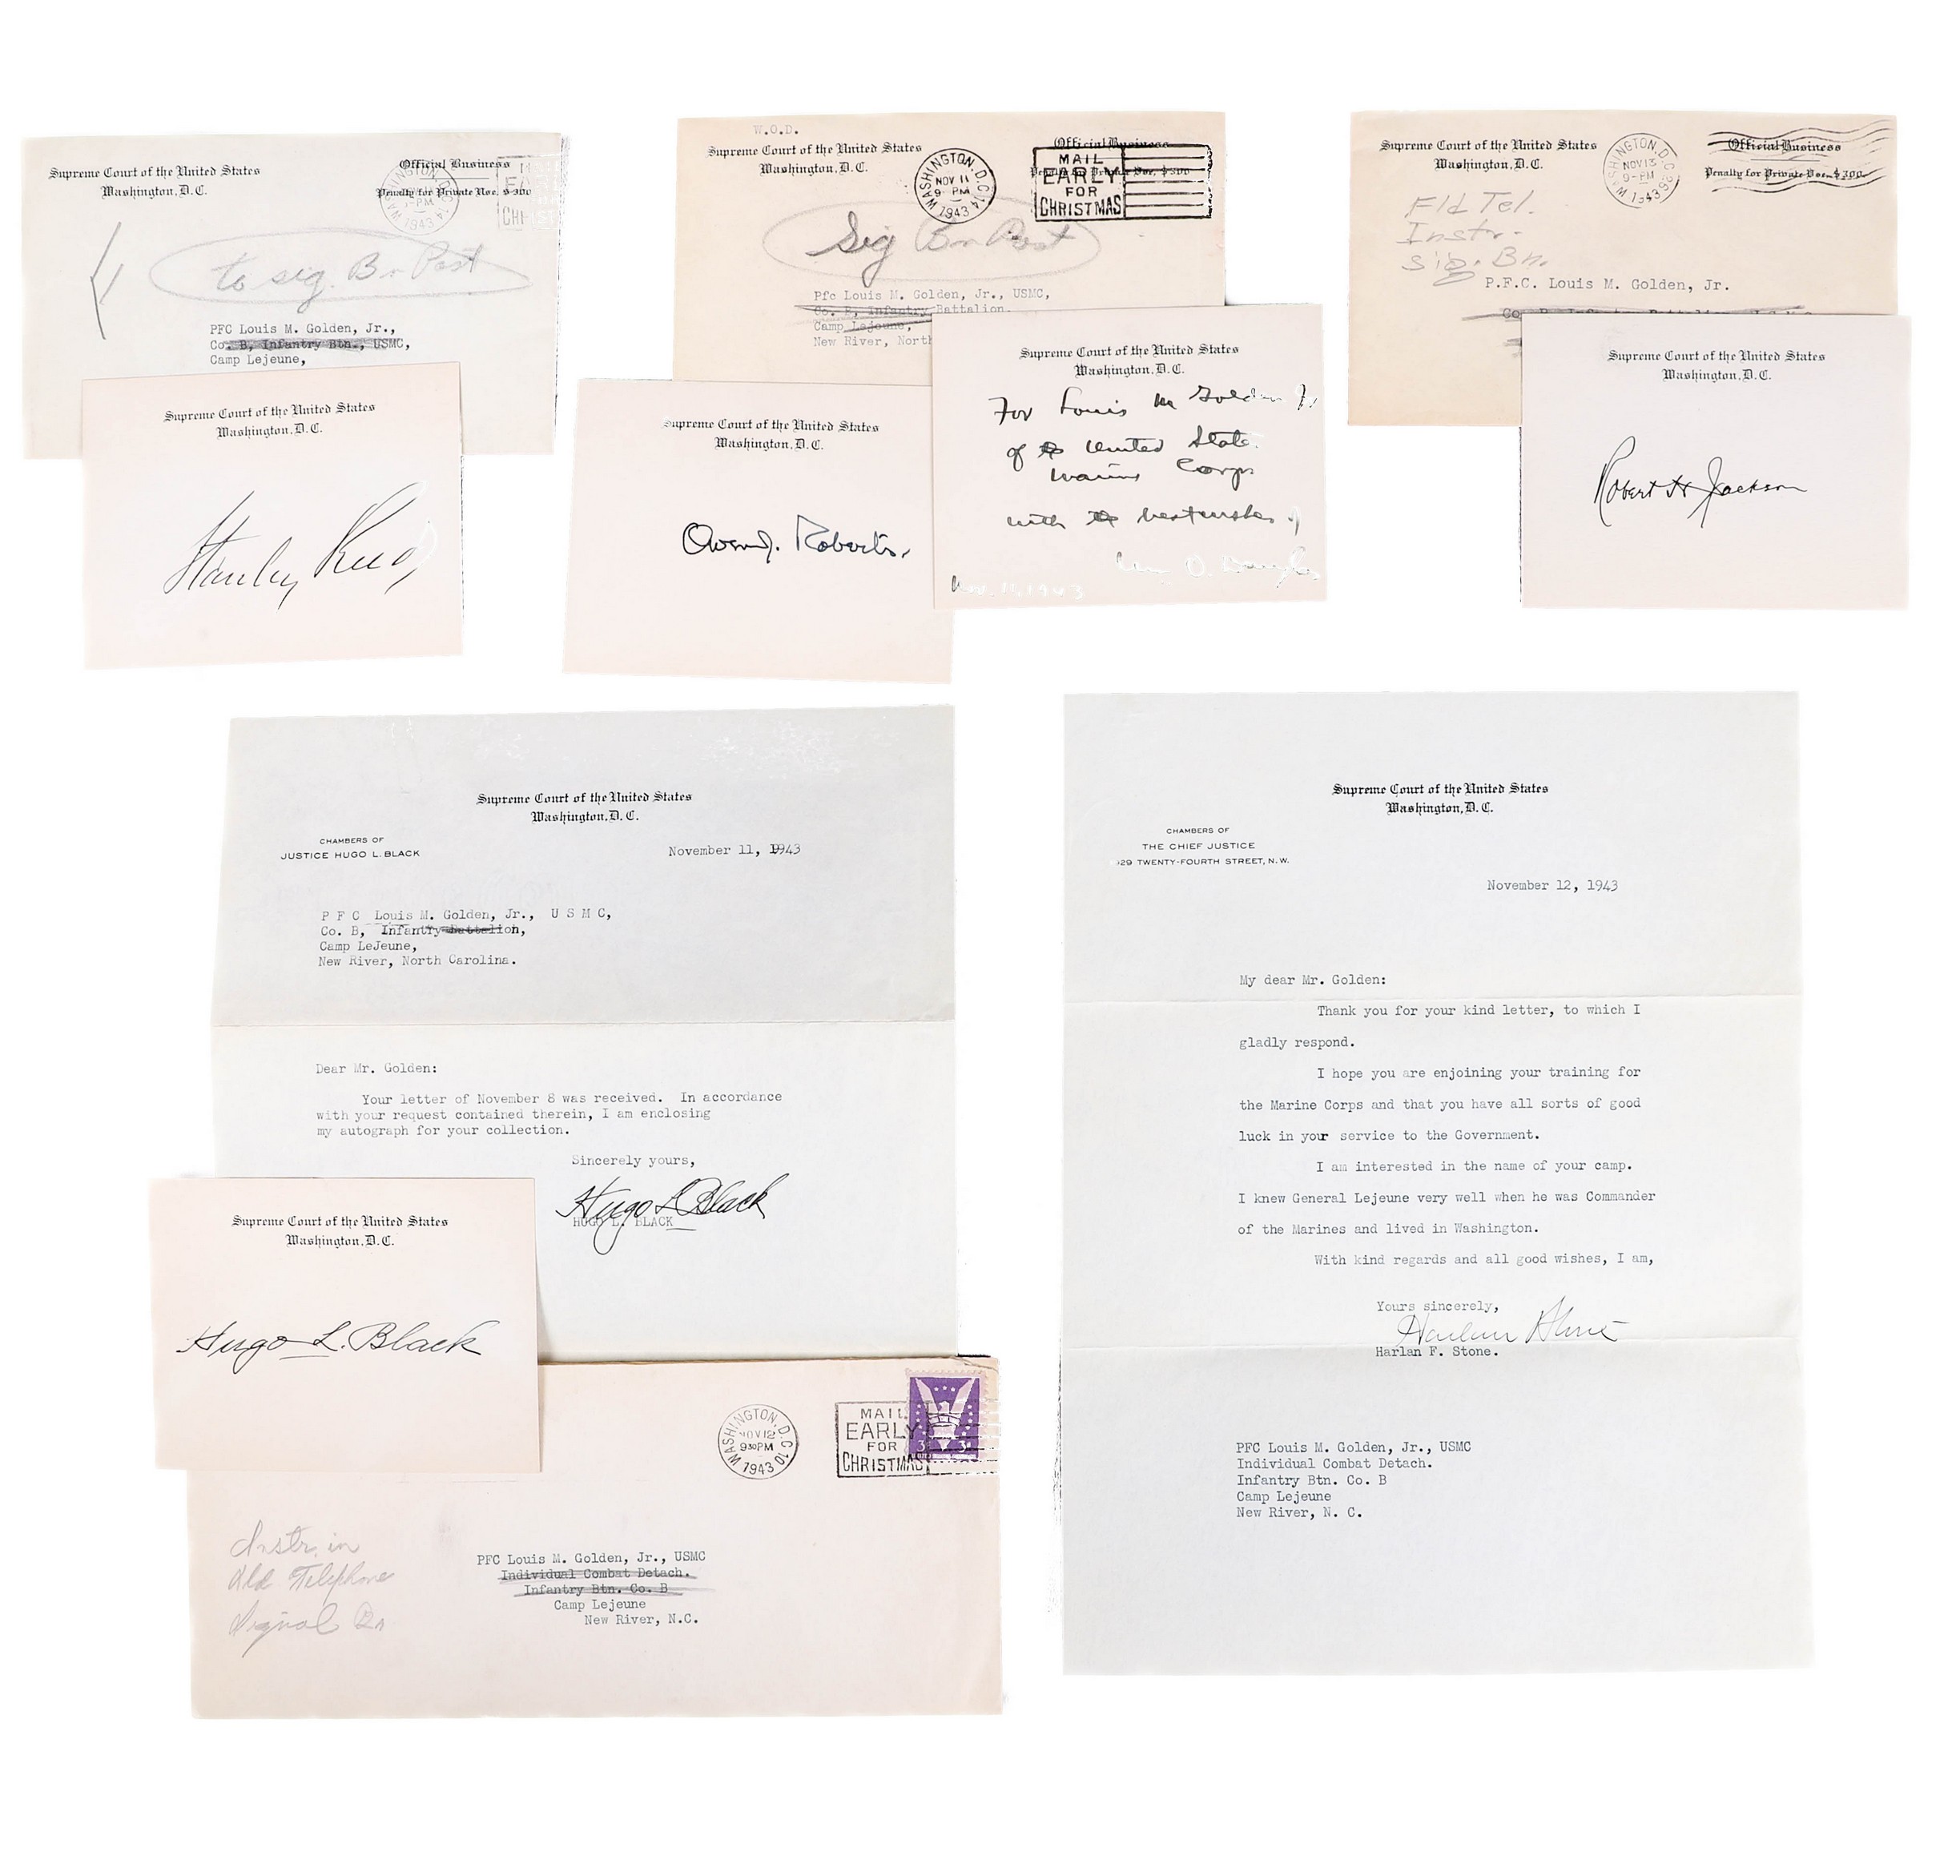 Supreme Court of the United States
Washington, D.C.
Official Business
Penalty for Private Use, $300
WASHINGTON, D.C. 14
-PM
1943
to sig. Bn Post
PFC Louis M. Golden, Jr.,
Co. B, Infantry Btn., USMC,
Camp Lejeune,
Supreme Court of the United States
Washington, D.C.
Stanley Reed
W.O.D.
Supreme Court of the United States
Washington, D.C.
Official Business
Penalty for Private Use, $300
WASHINGTON, D.C. 14
NOV 11
9- PM
1943
MAIL
EARLY
FOR
CHRISTMAS
Sig Bn Post
Pfc Louis M. Golden, Jr., USMC,
Co. B, Infantry Battalion,
Camp Lejeune,
New River, North
Supreme Court of the United States
Washington, D.C.
Owen J. Roberts.
Supreme Court of the United States
Washington, D.C.
For Louis M Golden Jr.
of the United States
Marine Corps
with the best wishes of
Wm O. Douglas
Nov. 11, 1943
Supreme Court of the United States
Washington, D.C.
WASHINGTON, D.C.
NOV 13
9-PM
1943
Official Business
Penalty for Private Use, $300.
Fld Tel.
Instr.
Sig. Bn.
P.F.C. Louis M. Golden, Jr.
Supreme Court of the United States
Washington, D.C.
Robert H Jackson
Supreme Court of the United States
Washington, D.C.
CHAMBERS OF
JUSTICE HUGO L. BLACK
November 11, 1943
P F C Louis M. Golden, Jr., U S M C,
Co. B, Infantry Battalion,
Camp LeJeune,
New River, North Carolina.
Dear Mr. Golden:
Your letter of November 8 was received. In accordance
with your request contained therein, I am enclosing
my autograph for your collection.
Sincerely yours,
Hugo L Black
HUGO L. BLACK
Supreme Court of the United States
Washington, D.C.
Hugo L. Black
WASHINGTON, D.C. 10
NOV 12
9 30 PM
1943
MAIL
EARLY
FOR
CHRISTMAS
3 3
Instr. in
Fld Telephone
Signal Bn
PFC Louis M. Golden, Jr., USMC
Individual Combat Detach.
Infantry Btn. Co. B
Camp Lejeune
New River, N.C.
Supreme Court of the United States
Washington, D.C.
CHAMBERS OF
THE CHIEF JUSTICE
29 TWENTY-FOURTH STREET, N.W.
November 12, 1943
My dear Mr. Golden:
Thank you for your kind letter, to which I
gladly respond.
I hope you are enjoining your training for
the Marine Corps and that you have all sorts of good
luck in your service to the Government.
I am interested in the name of your camp.
I knew General Lejeune very well when he was Commander
of the Marines and lived in Washington.
With kind regards and all good wishes, I am,
Yours sincerely,
Harlan Stone
Harlan F. Stone.
PFC Louis M. Golden, Jr., USMC
Individual Combat Detach.
Infantry Btn. Co. B
Camp Lejeune
New River, N. C.